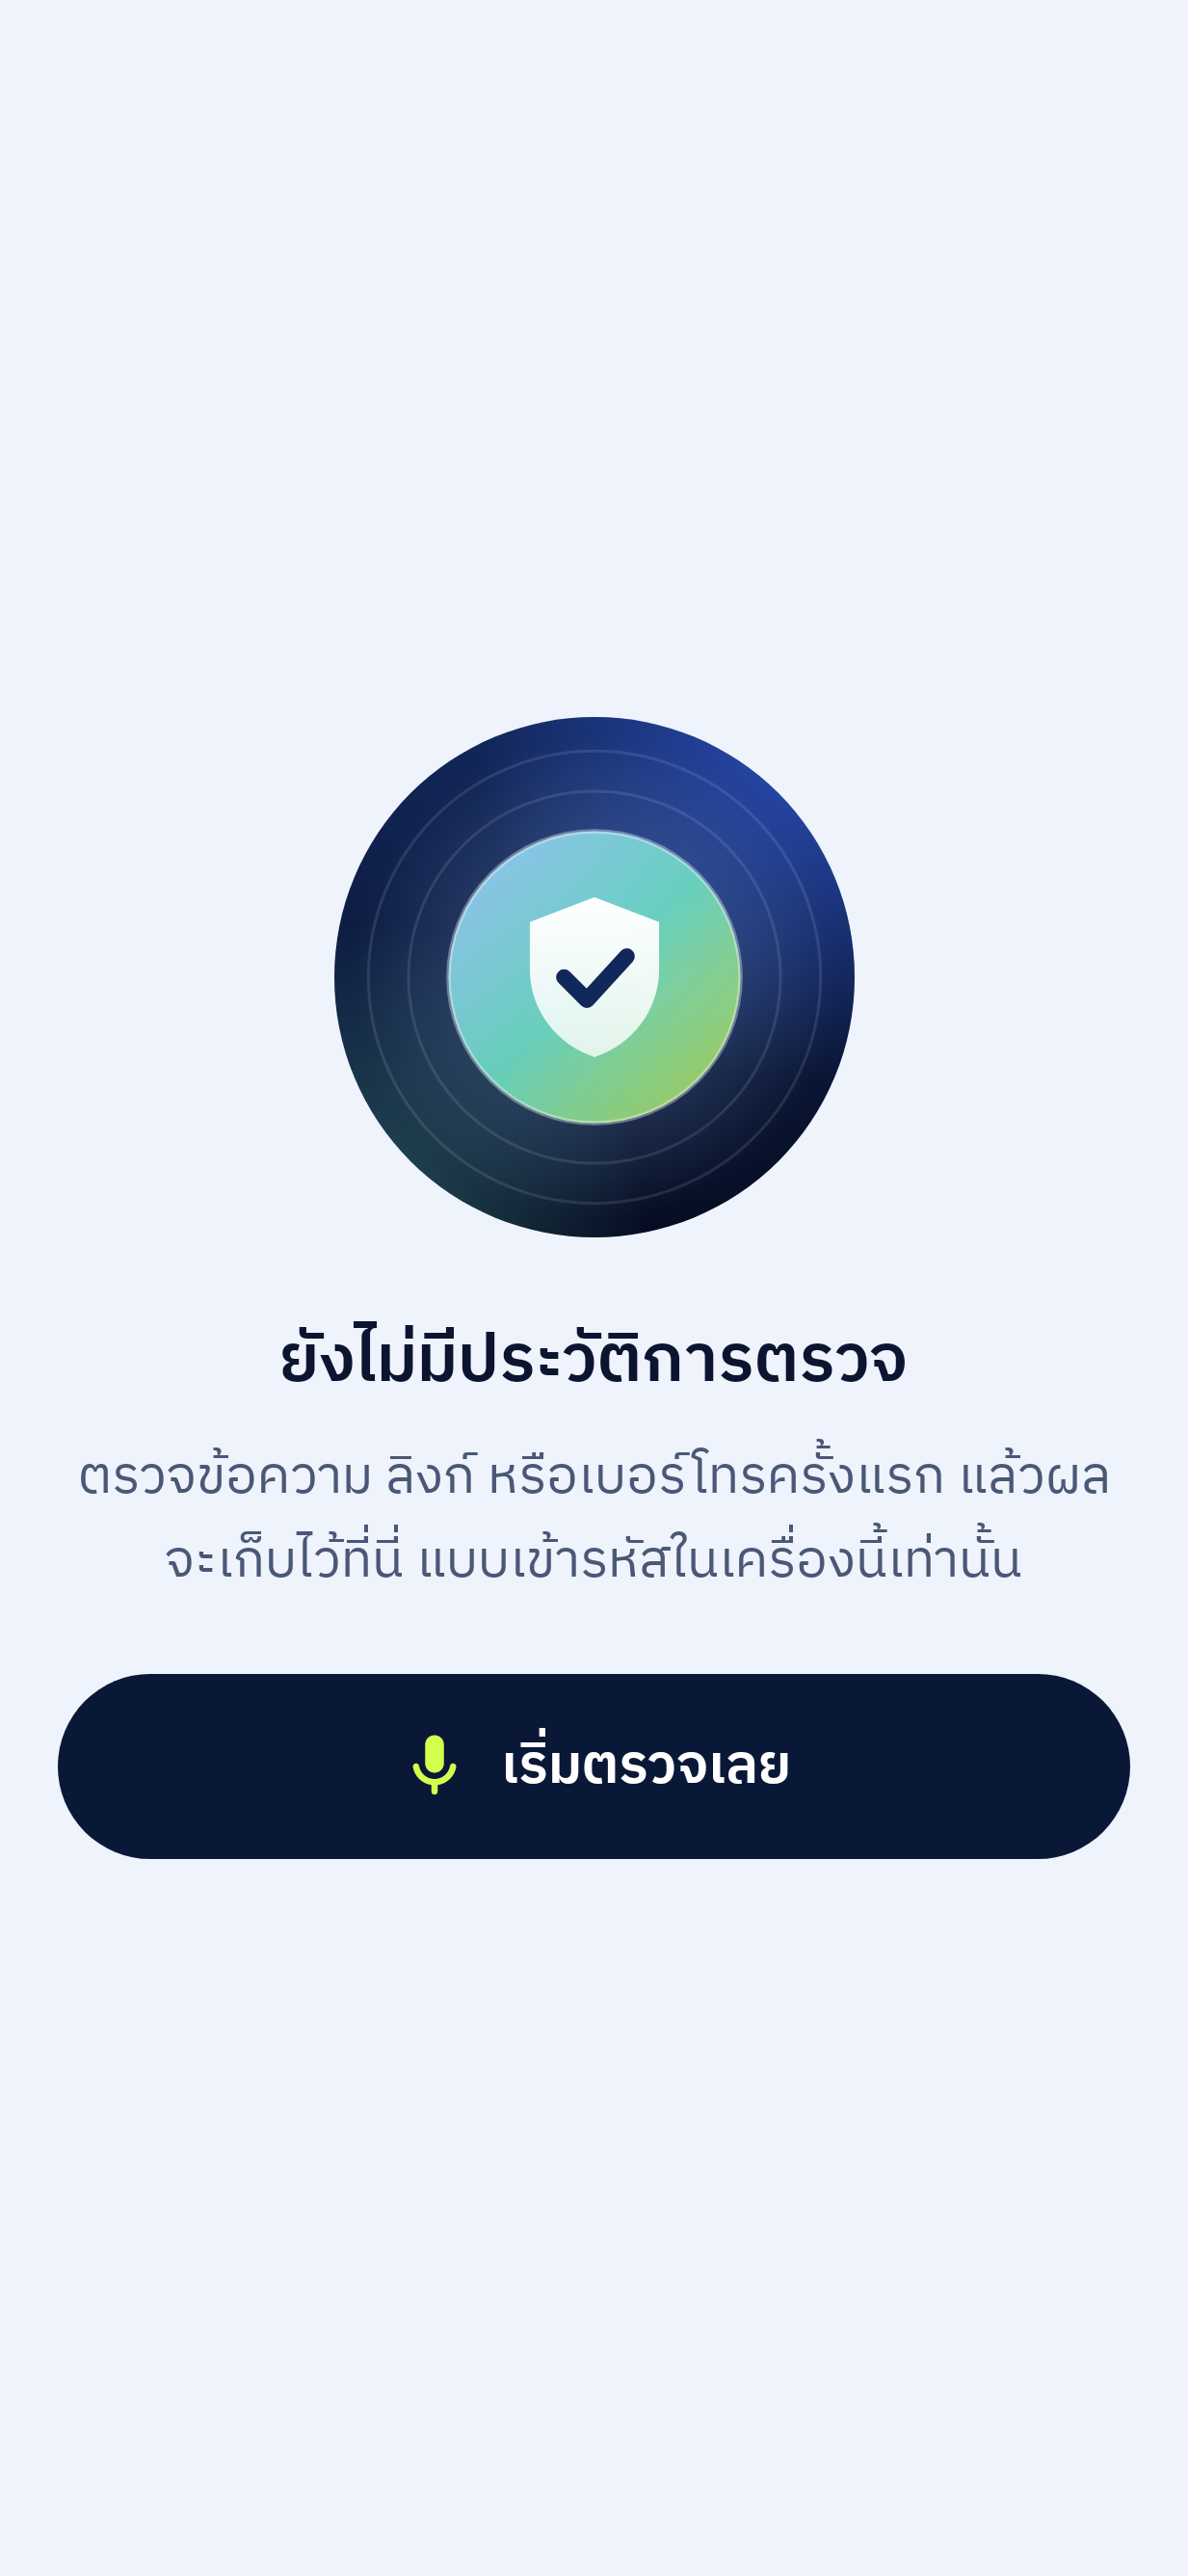 ยังไม่มีประวัติการตรวจ
ตรวจข้อความ ลิงก์ หรือเบอร์โทรครั้งแรก แล้วผล
จะเก็บไว้ที่นี่ แบบเข้ารหัสในเครื่องนี้เท่านั้น
เริ่มตรวจเลย